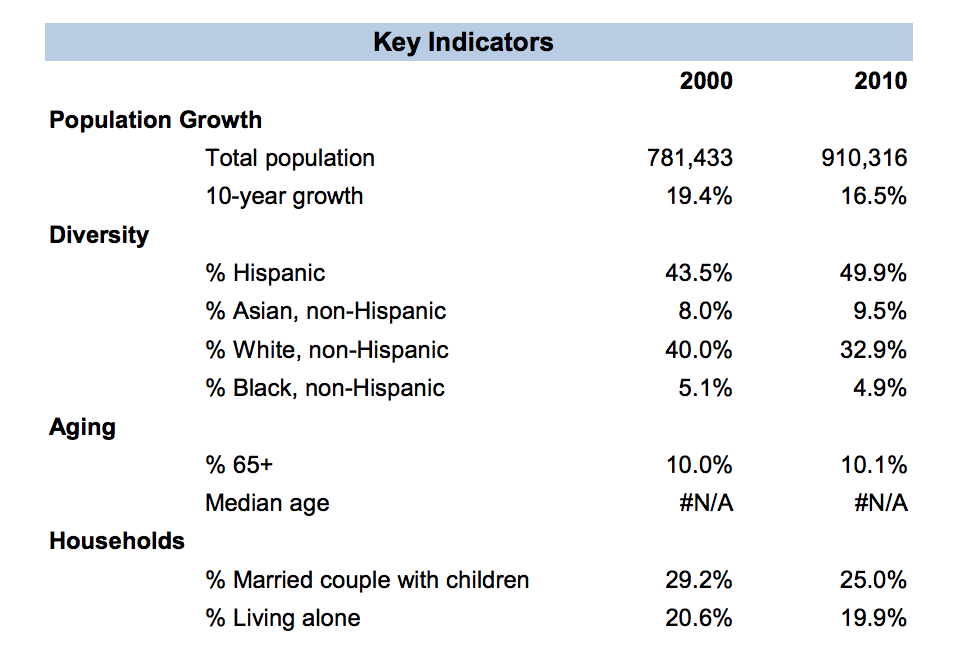 Key Indicators
2000 2010
Population Growth
Total population 781,433 910,316
10-year growth 19.4% 16.5%
Diversity
% Hispanic 43.5% 49.9%
% Asian, non-Hispanic 8.0% 9.5%
% White, non-Hispanic 40.0% 32.9%
% Black, non-Hispanic 5.1% 4.9%
Aging
% 65+ 10.0% 10.1%
Median age #N/A #N/A
Households
% Married couple with children 29.2% 25.0%
% Living alone 20.6% 19.9%